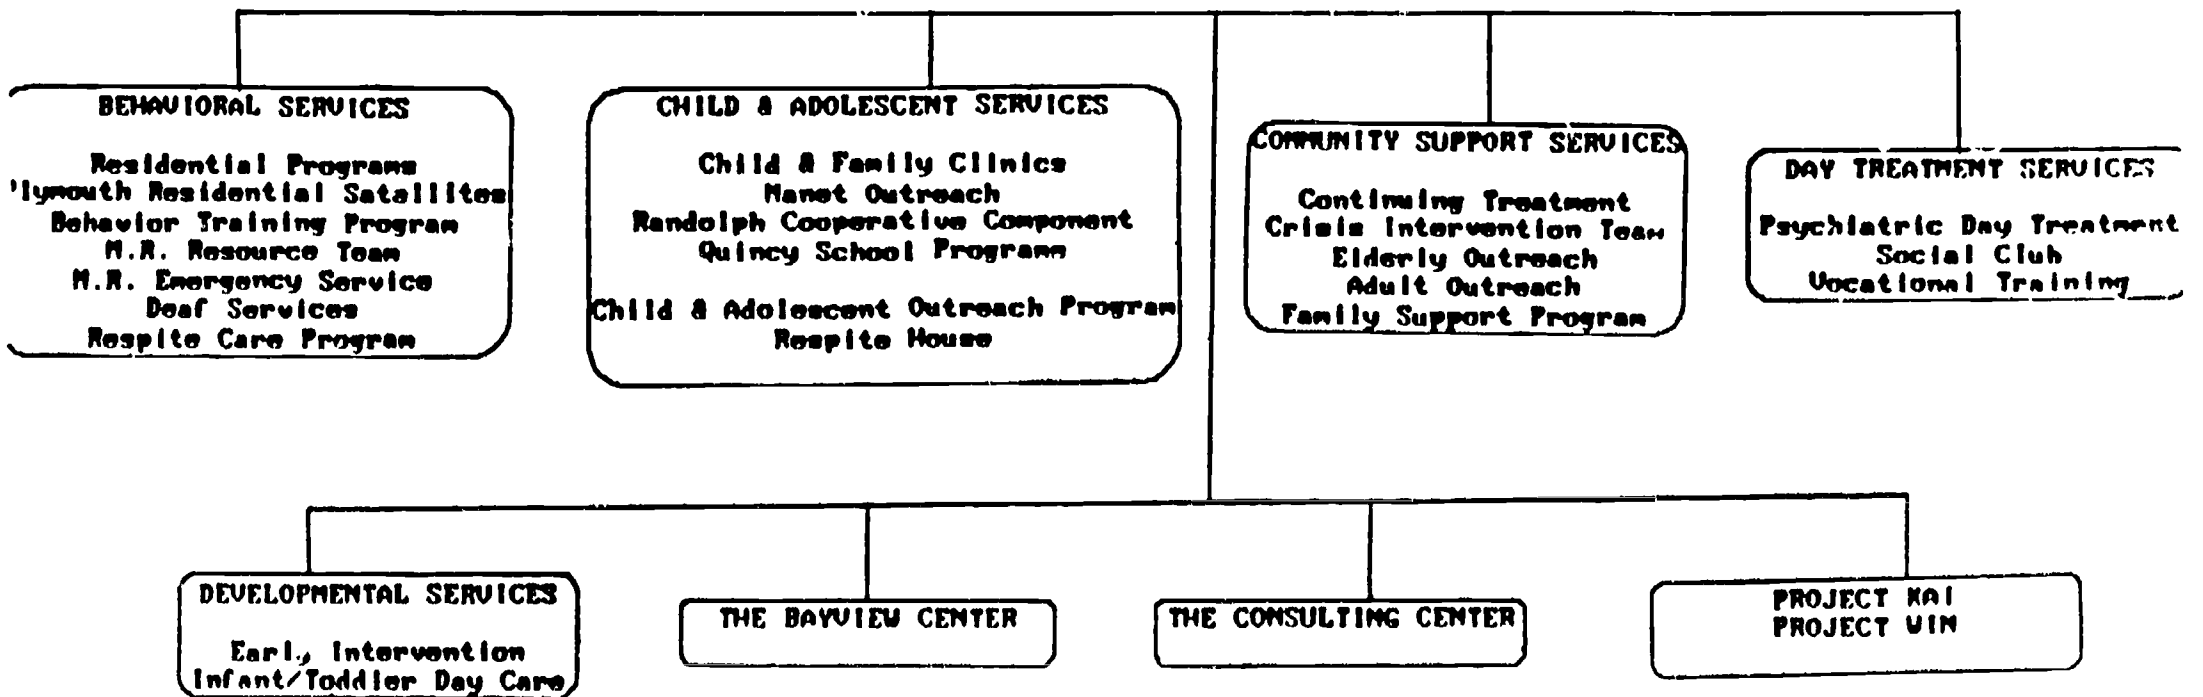 BEHAVIORAL SERVICES
Residential Programs
'lymouth Residential Satallites
Behavior Training Program
M.R. Resource Team
M.R. Emergency Service
Deaf Services
Respite Care Program
CHILD & ADOLESCENT SERVICES
Child & Family Clinics
Manet Outreach
Randolph Cooperative Component
Quincy School Programs
Child & Adolescent Outreach Program
Respite House
COMMUNITY SUPPORT SERVICES
Continuing Treatment
Crisis Intervention Team
Elderly Outreach
Adult Outreach
Family Support Program
DAY TREATMENT SERVICES
Psychiatric Day Treatment
Social Club
Vocational Training
DEVELOPMENTAL SERVICES
Early Intervention
Infant/Toddler Day Care
THE BAYVIEW CENTER
THE CONSULTING CENTER
PROJECT KAI
PROJECT WIN